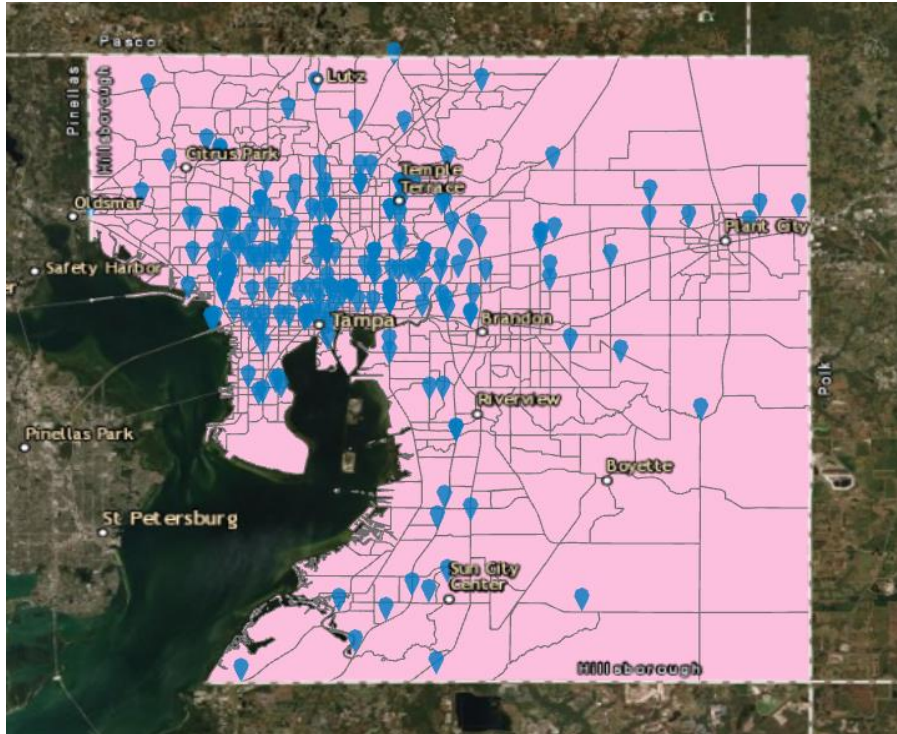 Pasco
Pinellas
Hillsborough
Lutz
Citrus Park
Temple
Terrace
Oldsmar
Plant City
Safety Harbor
er
Tampa
Brandon
Polk
Riverview
Pinellas Park
Boyette
St Petersburg
Sun City
Center
Hillsborough